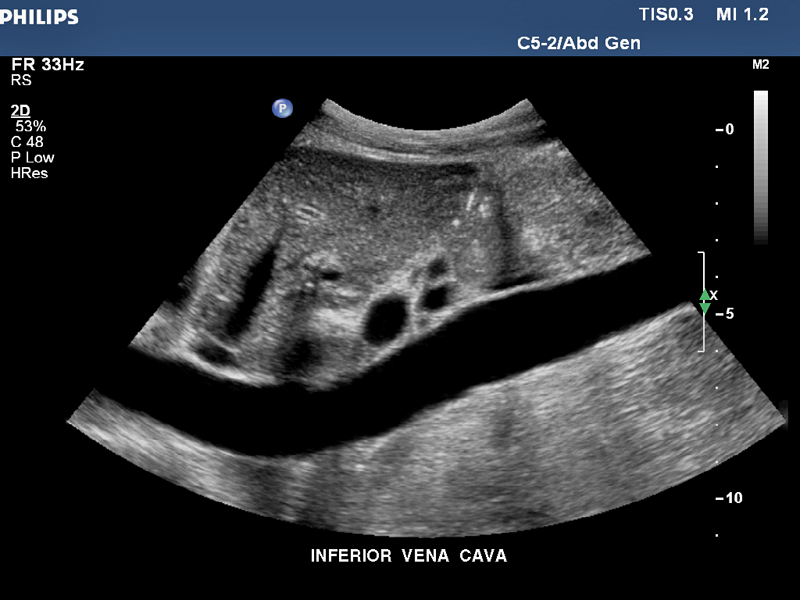 PHILIPS
TIS0.3 MI 1.2
C5-2/Abd Gen
FR 33Hz
RS
M2
2D
53%
C 48
P Low
HRes
P
0
X
5
10
INFERIOR VENA CAVA